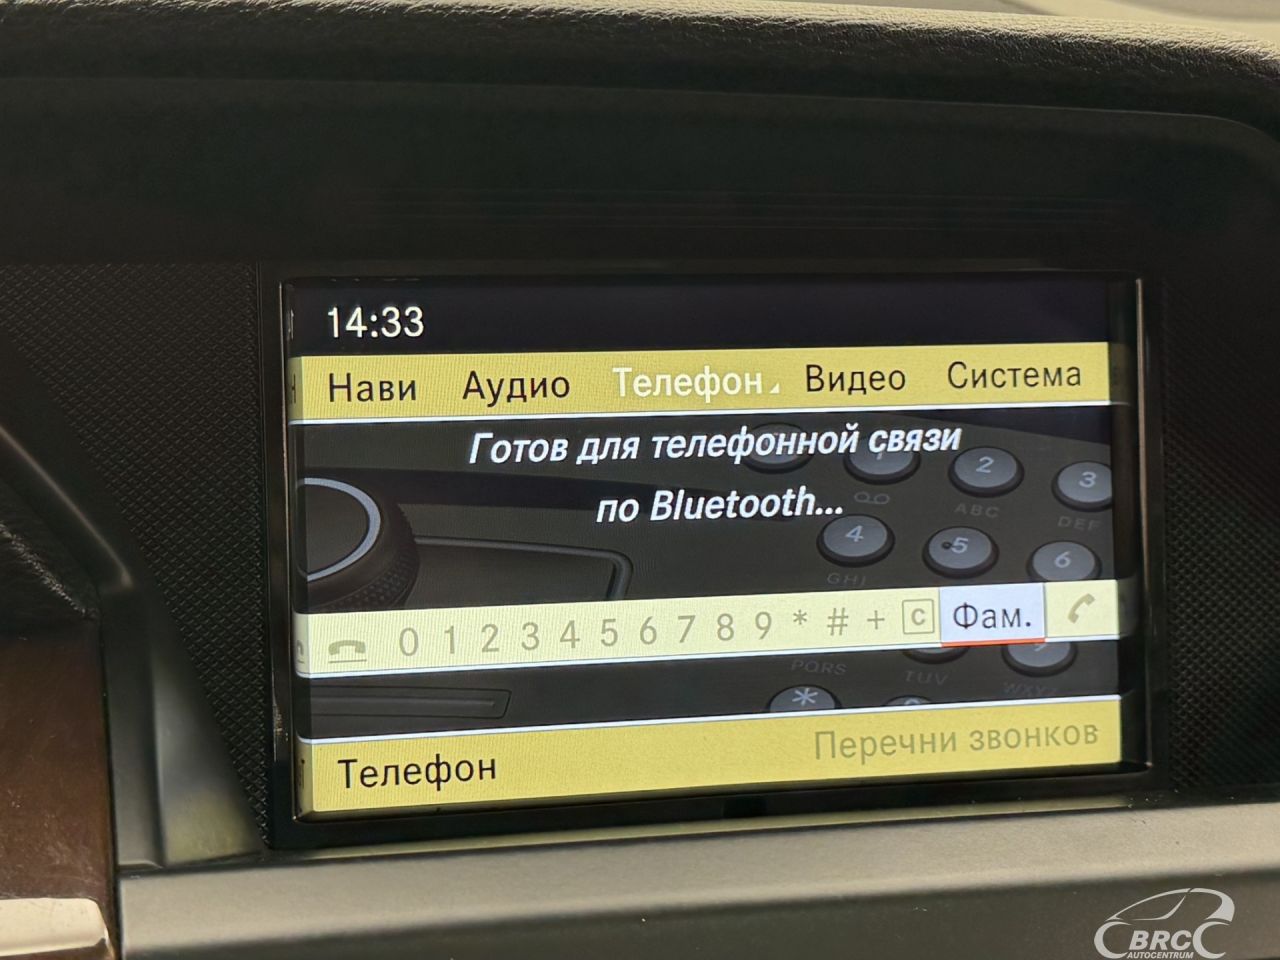 14:33
Нави Аудио Телефон Видео Система
Готов для телефонной связи
по Bluetooth...
1 2 3
ABC DEF
4 5 6
GHI
0 1 2 3 4 5 6 7 8 9 * # + C Фам.
PQRS TUV WXYZ
*
Телефон Перечни звонков
BRC
AUTOCENTRUM